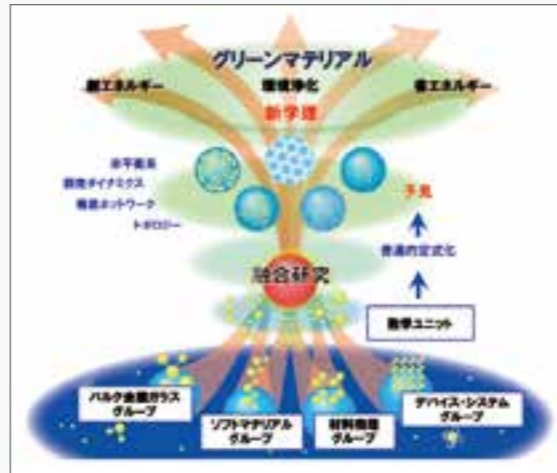 グリーンマテリアル
創エネルギー
環境浄化
省エネルギー
新学理
非平衡系
離散ダイナミクス
複雑ネットワーク
トポロジー
予見
普遍的定式化
融合研究
数学ユニット
バルク金属ガラス
グループ
ソフトマテリアル
グループ
材料物理
グループ
デバイス・システム
グループ